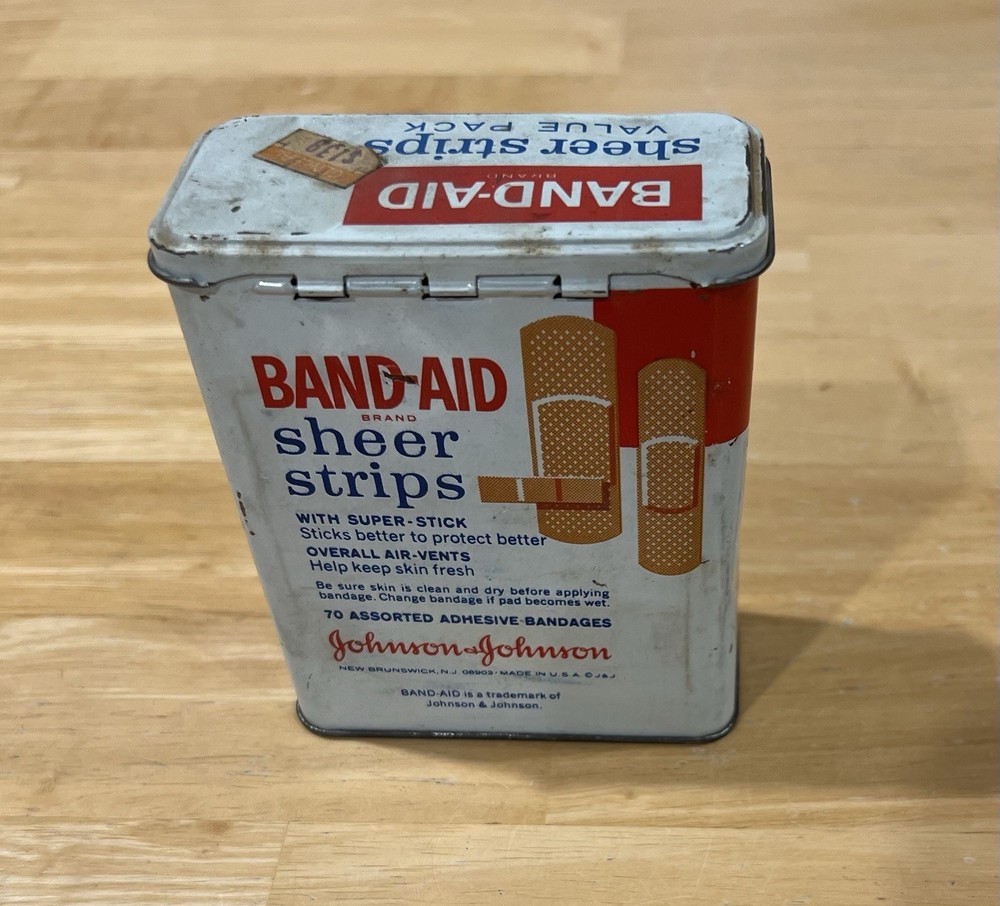 sheer strips
VALUE PACK
BAND-AID
BRAND
BAND-AID
BRAND
sheer
strips
WITH SUPER-STICK
Sticks better to protect better
OVERALL AIR-VENTS
Help keep skin fresh
Be sure skin is clean and dry before applying
bandage. Change bandage if pad becomes wet.
70 ASSORTED ADHESIVE BANDAGES
Johnson & Johnson
NEW BRUNSWICK, N.J. 08903 · MADE IN U.S.A. © J&J
BAND-AID is a trademark of
Johnson & Johnson.